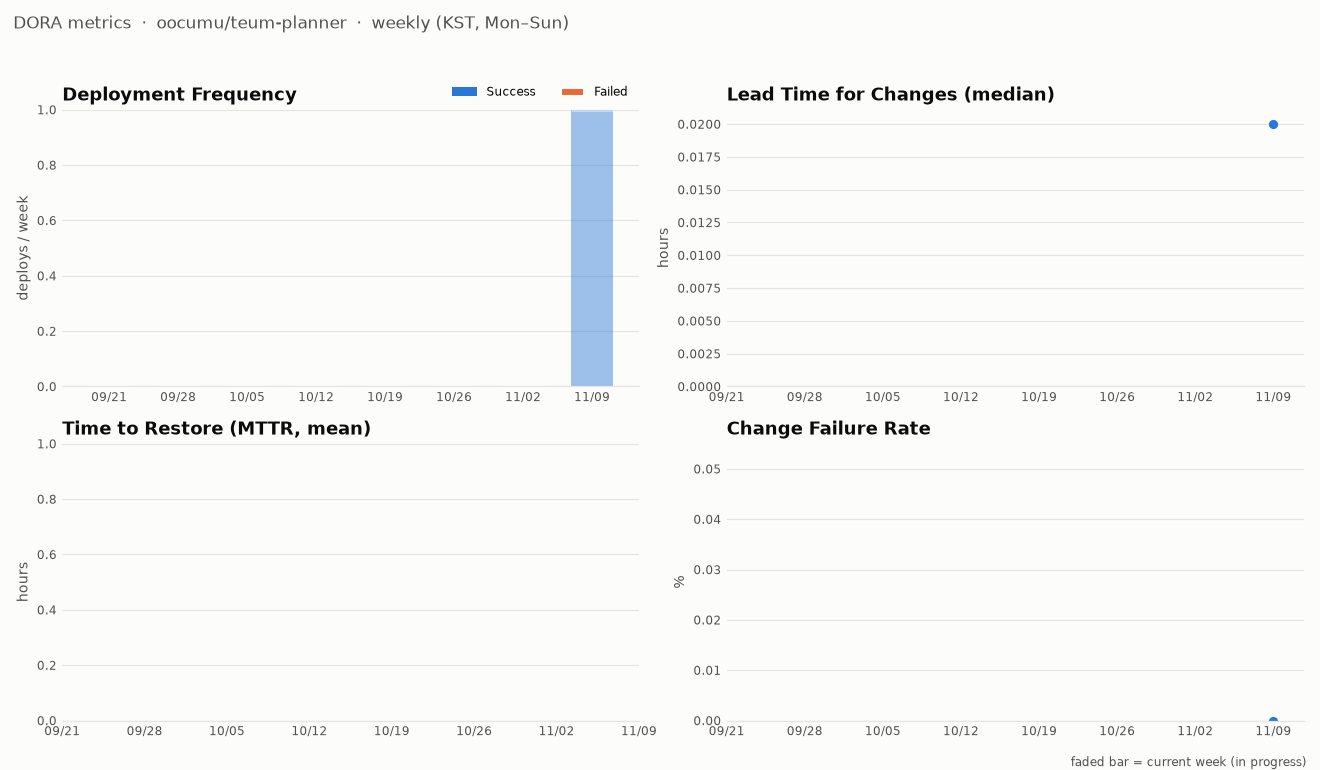 DORA metrics · oocumu/teum-planner · weekly (KST, Mon–Sun)
Deployment Frequency
Success Failed
deploys / week
1.0
0.8
0.6
0.4
0.2
0.0
09/21 09/28 10/05 10/12 10/19 10/26 11/02 11/09
Lead Time for Changes (median)
hours
0.0200
0.0175
0.0150
0.0125
0.0100
0.0075
0.0050
0.0025
0.0000
09/21 09/28 10/05 10/12 10/19 10/26 11/02 11/09
Time to Restore (MTTR, mean)
hours
1.0
0.8
0.6
0.4
0.2
0.0
09/21 09/28 10/05 10/12 10/19 10/26 11/02 11/09
Change Failure Rate
%
0.05
0.04
0.03
0.02
0.01
0.00
09/21 09/28 10/05 10/12 10/19 10/26 11/02 11/09
faded bar = current week (in progress)